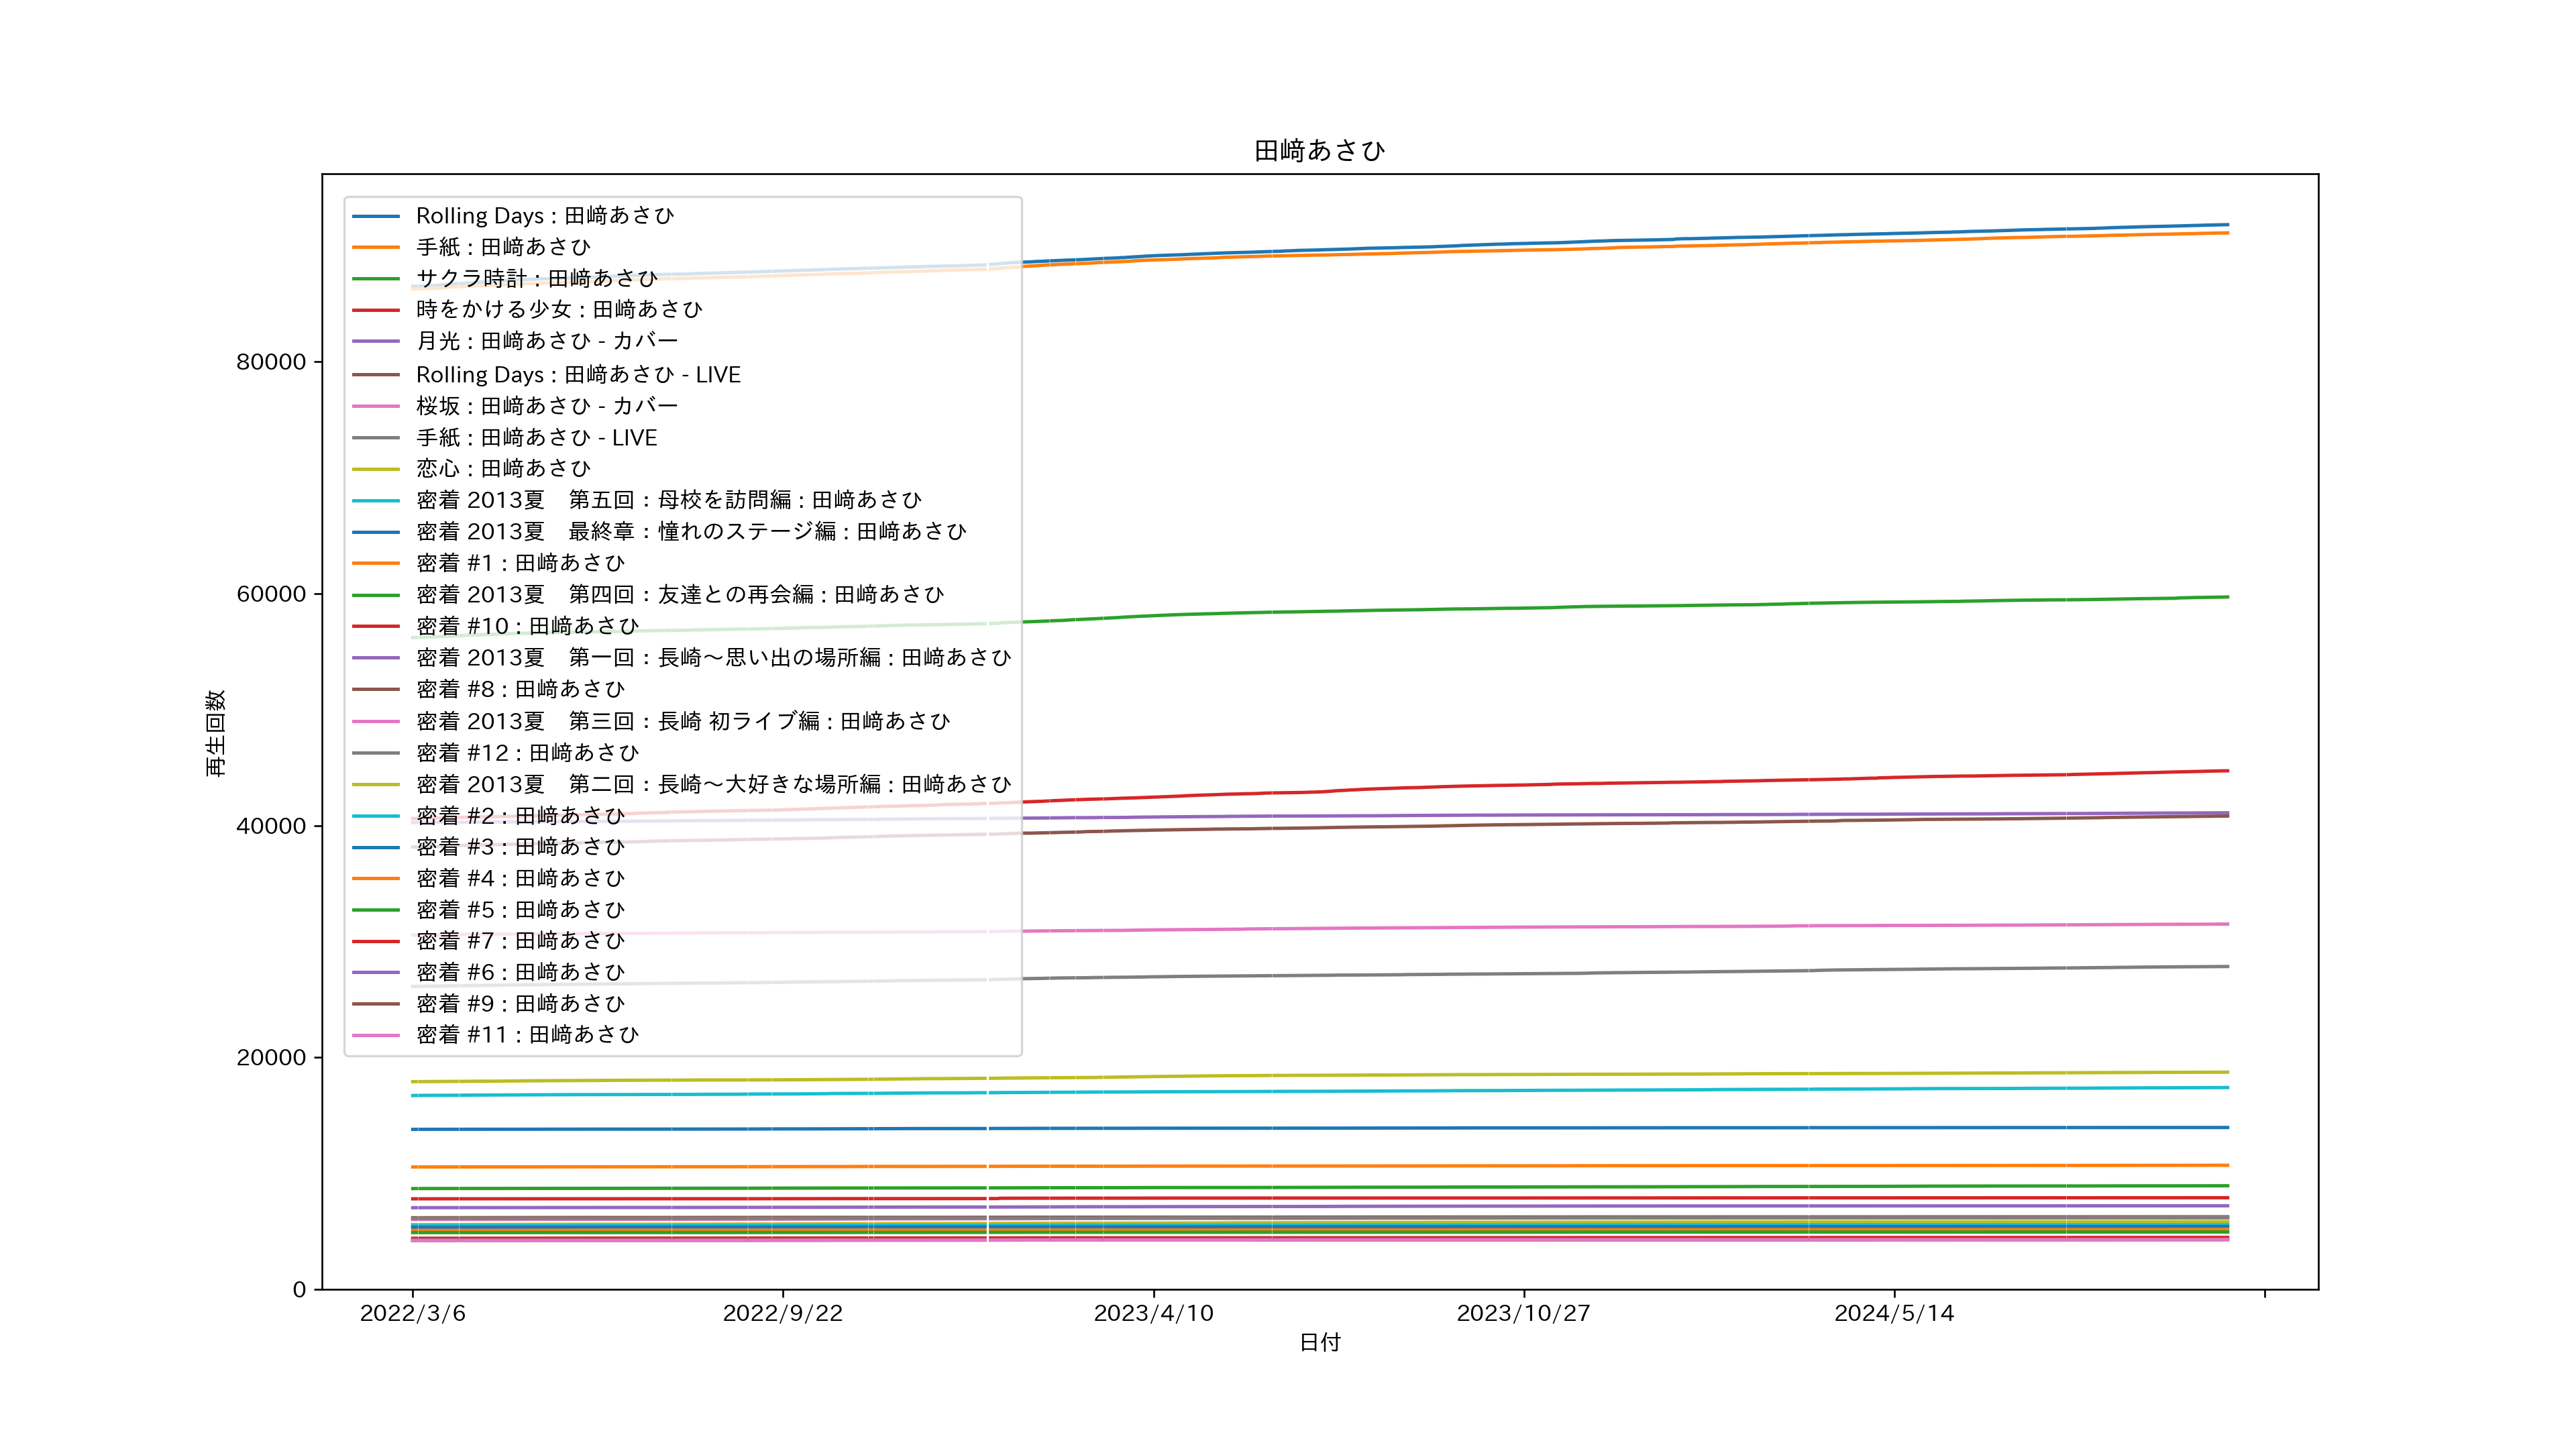 田﨑あさひ
Rolling Days : 田﨑あさひ
手紙 : 田﨑あさひ
サクラ時計 : 田﨑あさひ
時をかける少女 : 田﨑あさひ
月光 : 田﨑あさひ - カバー
Rolling Days : 田﨑あさひ - LIVE
桜坂 : 田﨑あさひ - カバー
手紙 : 田﨑あさひ - LIVE
恋心 : 田﨑あさひ
密着 2013夏　第五回：母校を訪問編 : 田﨑あさひ
密着 2013夏　最終章：憧れのステージ編 : 田﨑あさひ
密着 #1 : 田﨑あさひ
密着 2013夏　第四回：友達との再会編 : 田﨑あさひ
密着 #10 : 田﨑あさひ
密着 2013夏　第一回：長崎～思い出の場所編 : 田﨑あさひ
密着 #8 : 田﨑あさひ
密着 2013夏　第三回：長崎 初ライブ編 : 田﨑あさひ
密着 #12 : 田﨑あさひ
密着 2013夏　第二回：長崎～大好きな場所編 : 田﨑あさひ
密着 #2 : 田﨑あさひ
密着 #3 : 田﨑あさひ
密着 #4 : 田﨑あさひ
密着 #5 : 田﨑あさひ
密着 #7 : 田﨑あさひ
密着 #6 : 田﨑あさひ
密着 #9 : 田﨑あさひ
密着 #11 : 田﨑あさひ
再生回数
80000
60000
40000
20000
0
2022/3/6
2022/9/22
2023/4/10
2023/10/27
2024/5/14
日付